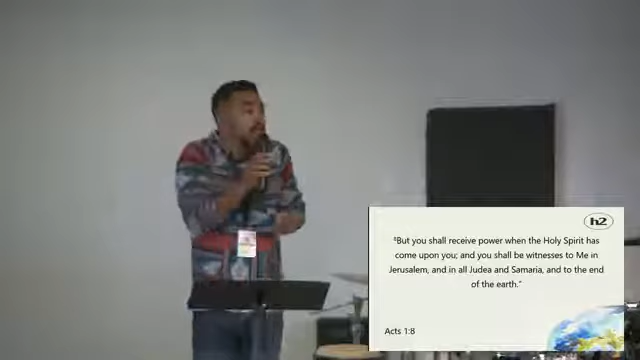 h2
⁸But you shall receive power when the Holy Spirit has
come upon you; and you shall be witnesses to Me in
Jerusalem, and in all Judea and Samaria, and to the end
of the earth."
Acts 1:8